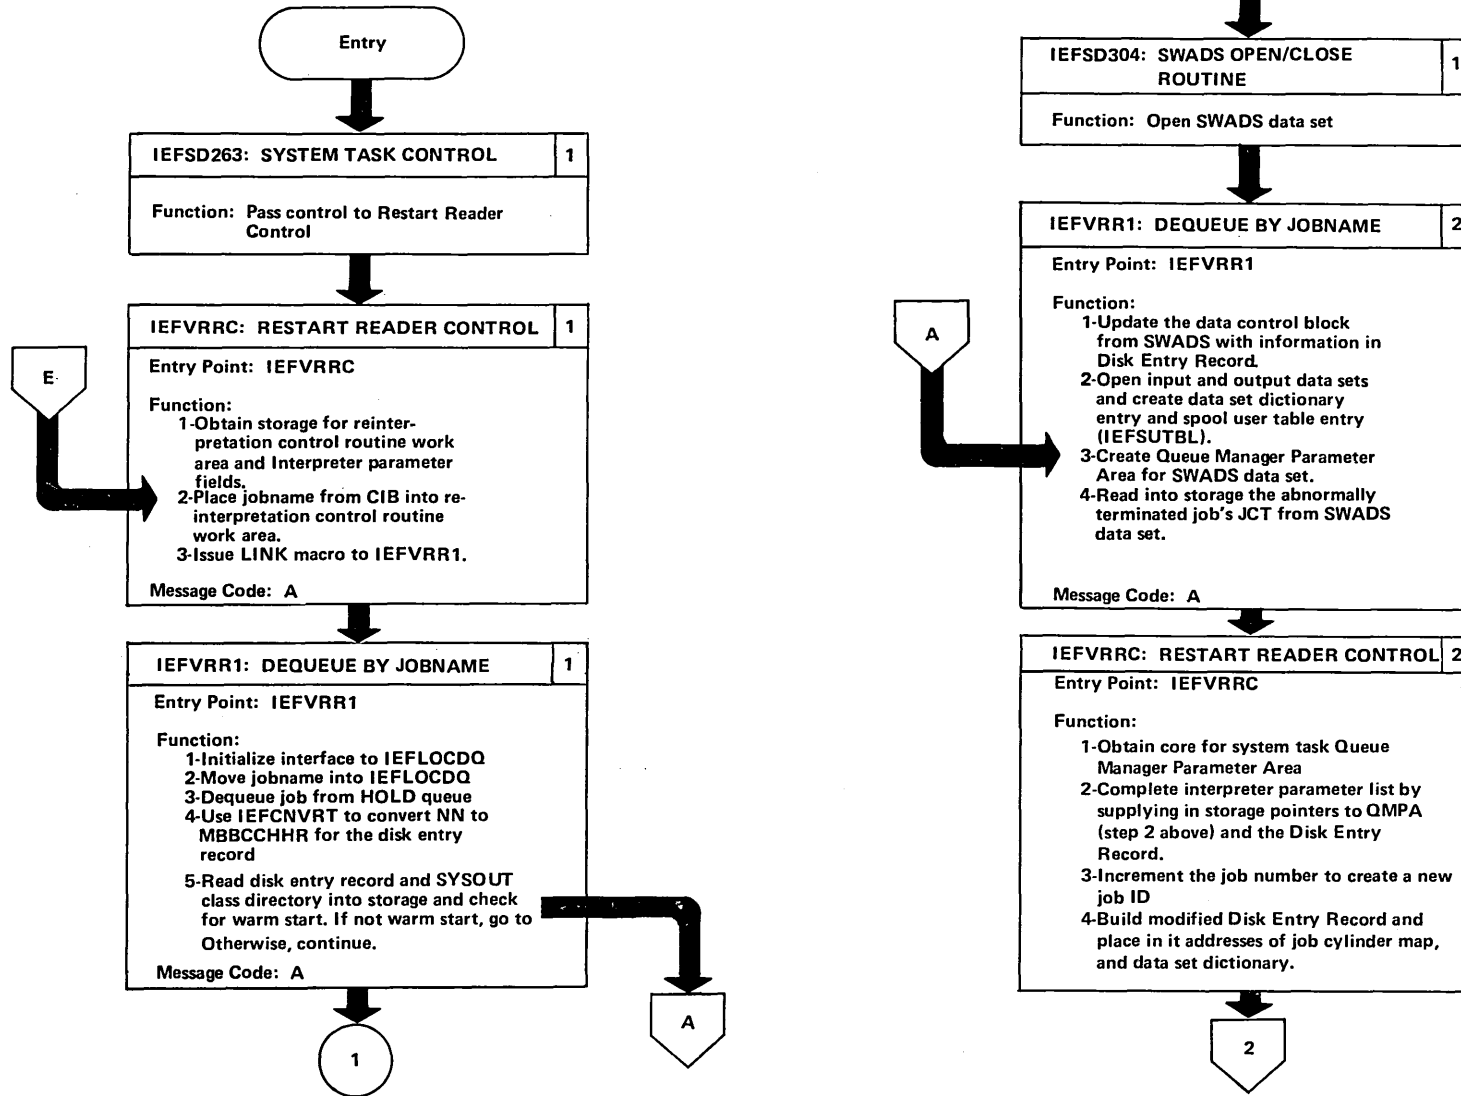 Entry
IEFSD263: SYSTEM TASK CONTROL
1
Function: Pass control to Restart Reader
Control
IEFVRRC: RESTART READER CONTROL
1
E
Entry Point: IEFVRRC
Function:
1-Obtain storage for reinter-
pretation control routine work
area and Interpreter parameter
fields.
2-Place jobname from CIB into re-
interpretation control routine
work area.
3-Issue LINK macro to IEFVRR1.
Message Code: A
IEFVRR1: DEQUEUE BY JOBNAME
1
Entry Point: IEFVRR1
Function:
1-Initialize interface to IEFLOCDQ
2-Move jobname into IEFLOCDQ
3-Dequeue job from HOLD queue
4-Use IEFCNVRT to convert NN to
MBBCCHHR for the disk entry
record
5-Read disk entry record and SYSOUT
class directory into storage and check
for warm start. If not warm start, go to
Otherwise, continue.
Message Code: A
1
A
IEFSD304: SWADS OPEN/CLOSE
ROUTINE
1
Function: Open SWADS data set
IEFVRR1: DEQUEUE BY JOBNAME
2
Entry Point: IEFVRR1
A
Function:
1-Update the data control block
from SWADS with information in
Disk Entry Record.
2-Open input and output data sets
and create data set dictionary
entry and spool user table entry
(IEFSUTBL).
3-Create Queue Manager Parameter
Area for SWADS data set.
4-Read into storage the abnormally
terminated job's JCT from SWADS
data set.
Message Code: A
IEFVRRC: RESTART READER CONTROL
2
Entry Point: IEFVRRC
Function:
1-Obtain core for system task Queue
Manager Parameter Area
2-Complete interpreter parameter list by
supplying in storage pointers to QMPA
(step 2 above) and the Disk Entry
Record.
3-Increment the job number to create a new
job ID
4-Build modified Disk Entry Record and
place in it addresses of job cylinder map,
and data set dictionary.
2